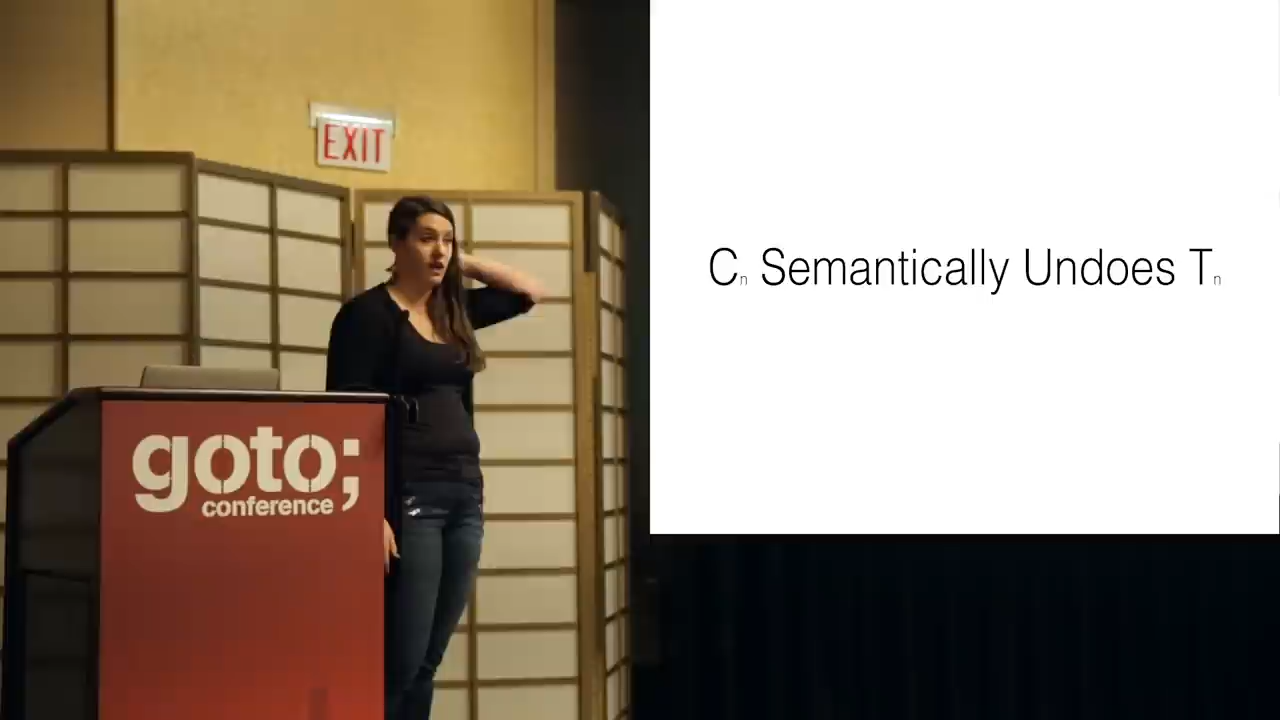 EXIT
goto;
conference
Cₙ Semantically Undoes Tₙ